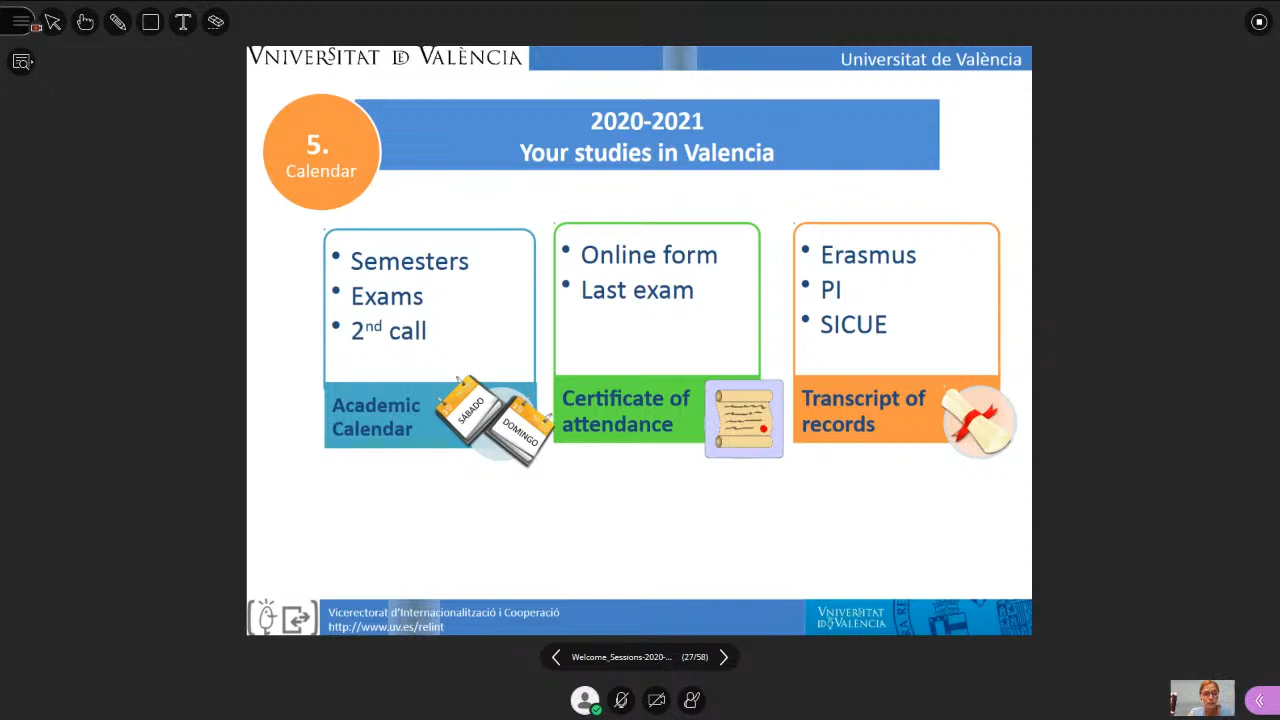 VNIVERSITAT DE VALÈNCIA
Universitat de València
2020-2021
Your studies in Valencia
5.
Calendar
• Semesters
• Exams
• 2nd call
Academic
Calendar
SÁBADO
DOMINGO
• Online form
• Last exam
Certificate of
attendance
• Erasmus
• PI
• SICUE
Transcript of
records
Vicerectorat d'Internacionalització i Cooperació
http://www.uv.es/relint
VNIVERSITAT
DE VALÈNCIA
Welcome_Sessions-2020-... (27/58)